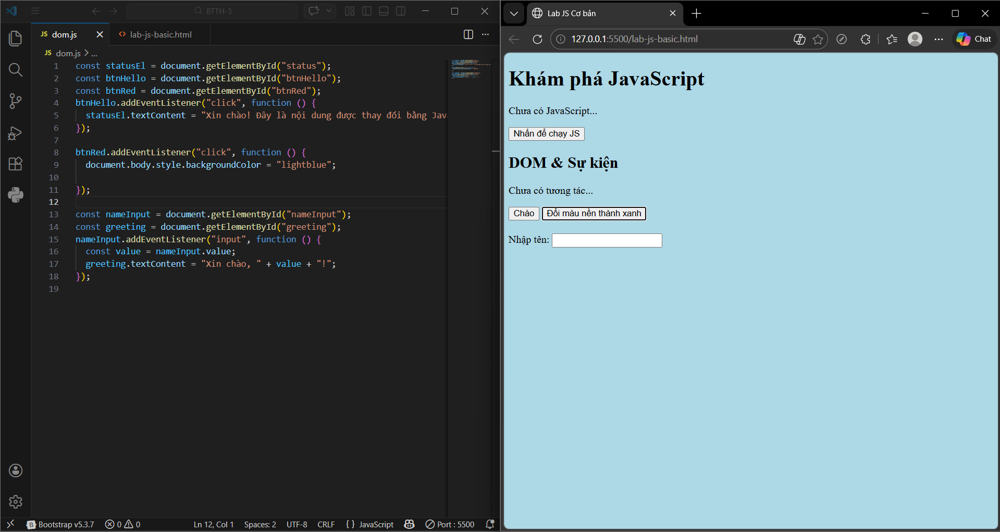 BTTH-3
JS dom.js
<> lab-js-basic.html
JS dom.js > ...
1 const statusEl = document.getElementById("status");
2 const btnHello = document.getElementById("btnHello");
3 const btnRed = document.getElementById("btnRed");
4 btnHello.addEventListener("click", function () {
5 statusEl.textContent = "Xin chào! Đây là nội dung được thay đổi bằng Jav
6 });
7
8 btnRed.addEventListener("click", function () {
9 document.body.style.backgroundColor = "lightblue";
10
11 });
12
13 const nameInput = document.getElementById("nameInput");
14 const greeting = document.getElementById("greeting");
15 nameInput.addEventListener("input", function () {
16 const value = nameInput.value;
17 greeting.textContent = "Xin chào, " + value + "!";
18 });
19
Bootstrap v5.3.7 0 0 Ln 12, Col 1 Spaces: 2 UTF-8 CRLF {} JavaScript Port : 5500
Lab JS Cơ bản
127.0.0.1:5500/lab-js-basic.html
Chat
Khám phá JavaScript
Chưa có JavaScript...
Nhấn để chạy JS
DOM & Sự kiện
Chưa có tương tác...
Chào Đổi màu nền thành xanh
Nhập tên: